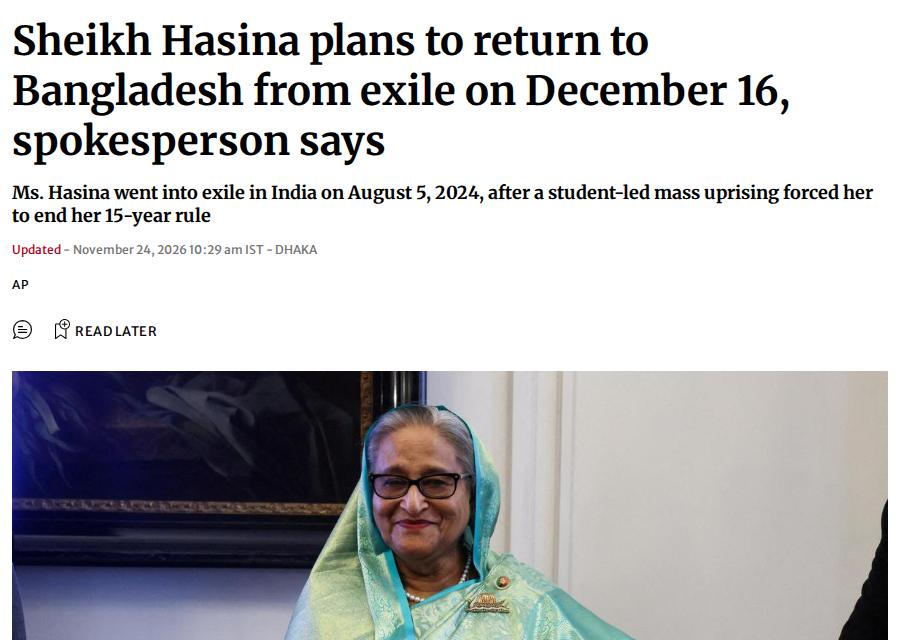 Sheikh Hasina plans to return to
Bangladesh from exile on December 16,
spokesperson says
Ms. Hasina went into exile in India on August 5, 2024, after a student-led mass uprising forced her
to end her 15-year rule
Updated - November 24, 2026 10:29 am IST - DHAKA
AP
READ LATER